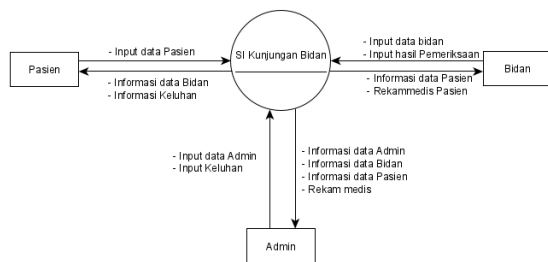 - Input data Pasien
SI Kunjungan Bidan
- Input data bidan
- Input hasil Pemeriksaan
Pasien
Bidan
- Informasi data Bidan
- Informasi Keluhan
- Informasi data Pasien
- Rekammedis Pasien
- Input data Admin
- Input Keluhan
- Informasi data Admin
- Informasi data Bidan
- Informasi data Pasien
- Rekam medis
Admin